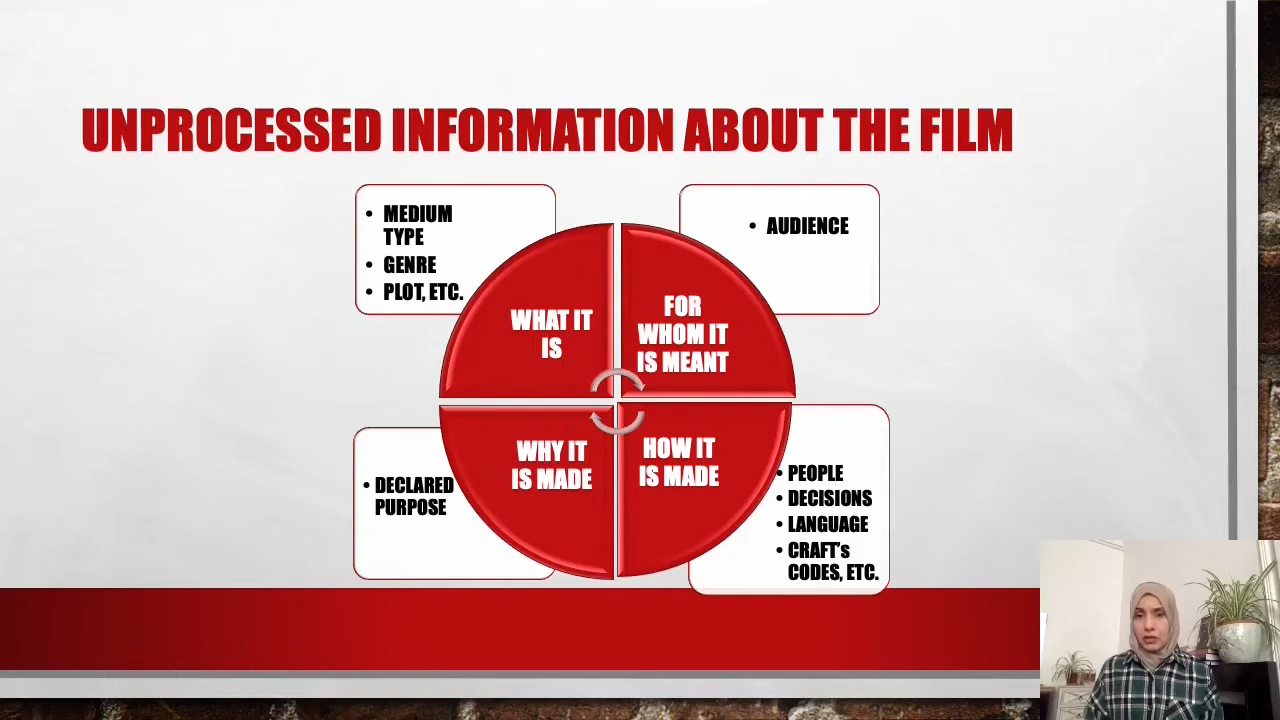 UNPROCESSED INFORMATION ABOUT THE FILM
• MEDIUM
TYPE
• GENRE
• PLOT, ETC.
• AUDIENCE
WHAT IT
IS
FOR
WHOM IT
IS MEANT
WHY IT
IS MADE
HOW IT
IS MADE
• DECLARED
PURPOSE
• PEOPLE
• DECISIONS
• LANGUAGE
• CRAFT's
CODES, ETC.